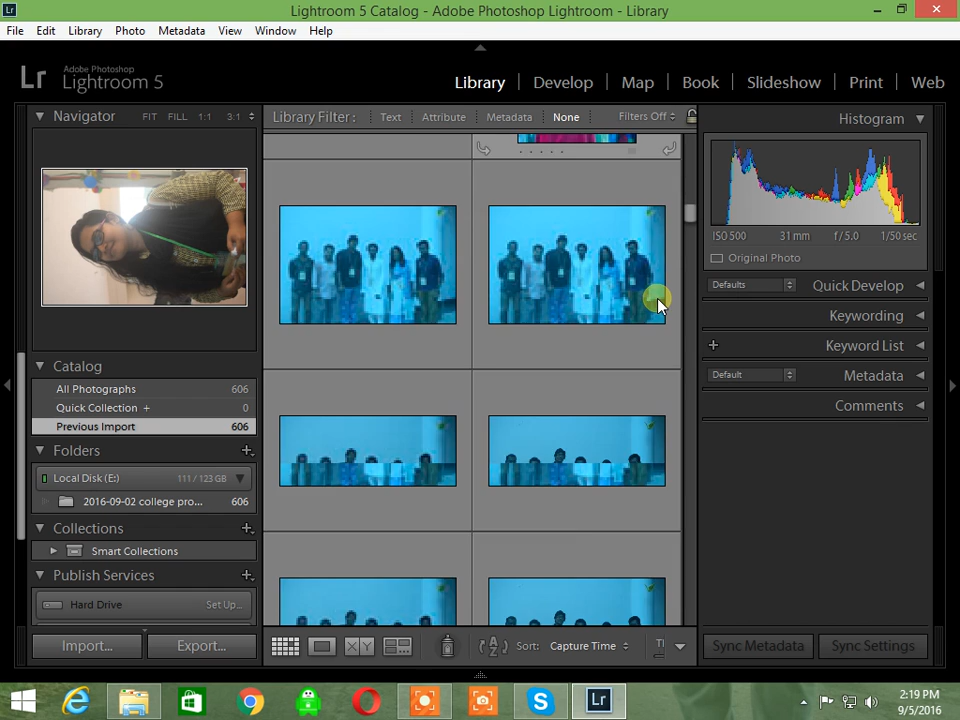 Lr Lightroom 5 Catalog - Adobe Photoshop Lightroom - Library
File Edit Library Photo Metadata View Window Help
Lr Adobe Photoshop Lightroom 5
Library | Develop | Map | Book | Slideshow | Print | Web
Navigator FIT FILL 1:1 3:1
Library Filter : Text Attribute Metadata None Filters Off
Histogram
ISO 500 31 mm f / 5.0 1/50 sec
Original Photo
Defaults Quick Develop
Keywording
+ Keyword List
Default Metadata
Comments
Catalog
All Photographs 606
Quick Collection + 0
Previous Import 606
Folders +
Local Disk (E:) 111 / 123 GB
2016-09-02 college pro... 606
Collections +
Smart Collections
Publish Services +
Hard Drive Set Up...
Import... Export...
XY
AZ Sort: Capture Time
Sync Metadata Sync Settings
S Lr
2:19 PM
9/5/2016